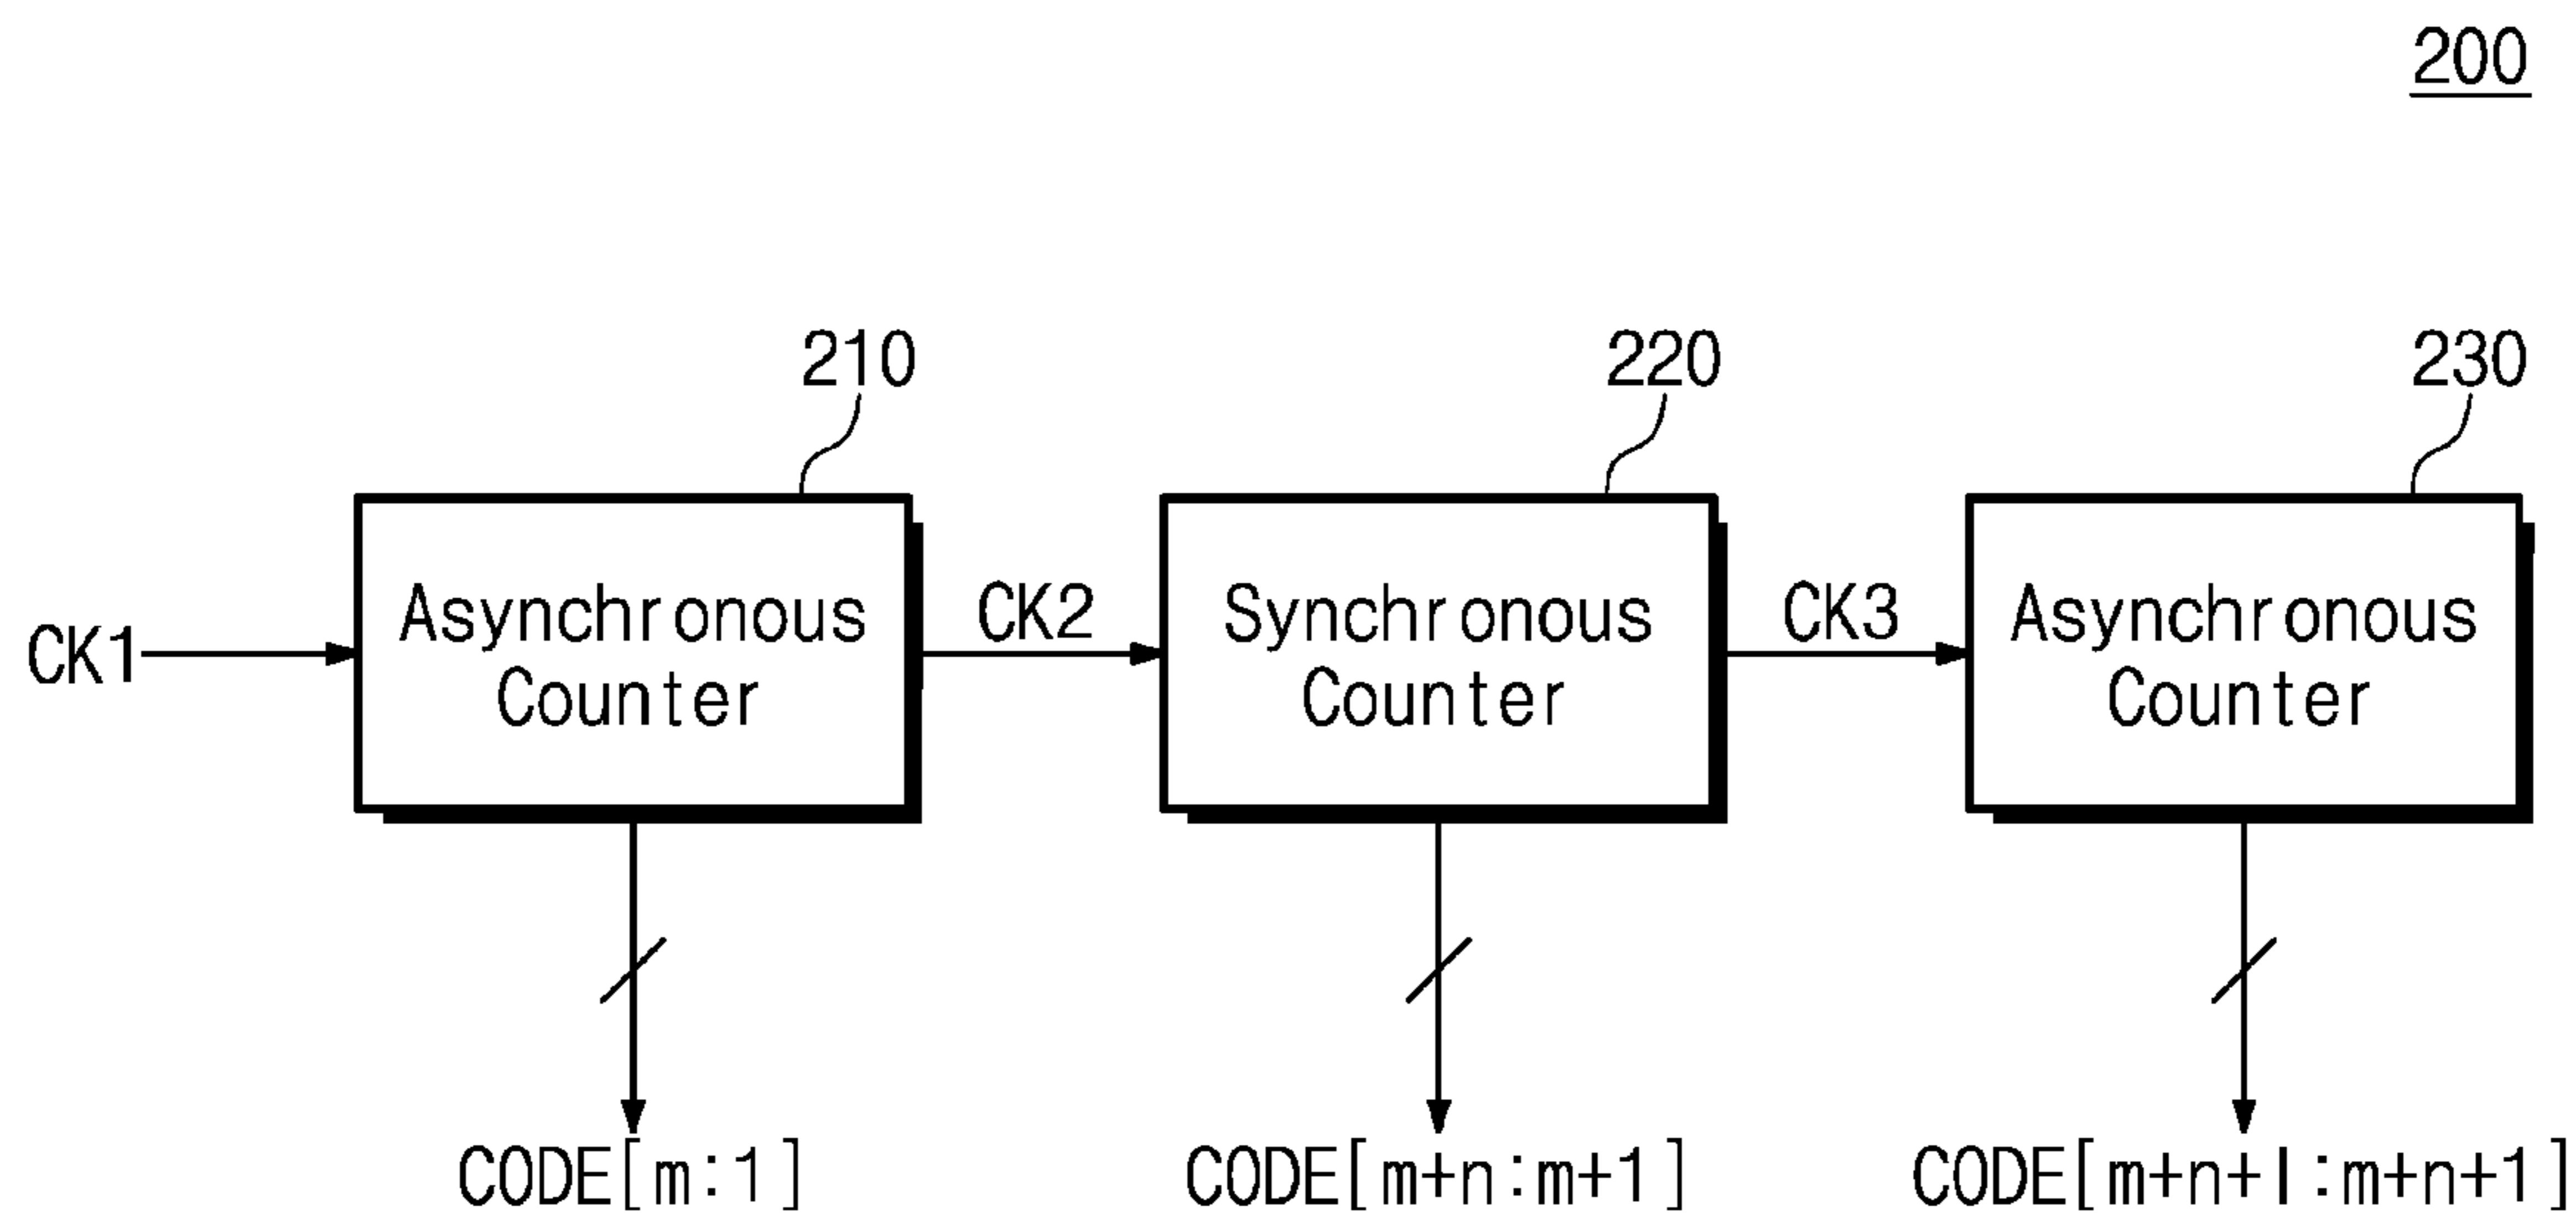 200
210
220
230
Asynchronous
Counter
Synchronous
Counter
Asynchronous
Counter
CK1
CK2
CK3
CODE[m:1]
CODE[m+n:m+1]
CODE[m+n+l:m+n+1]